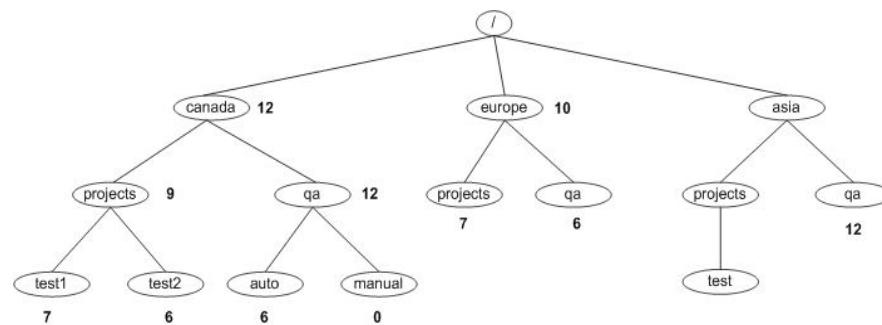 /
canada 12 europe 10 asia
projects 9 qa 12 projects qa projects qa
7 6 12
test1 test2 auto manual test
7 6 6 0